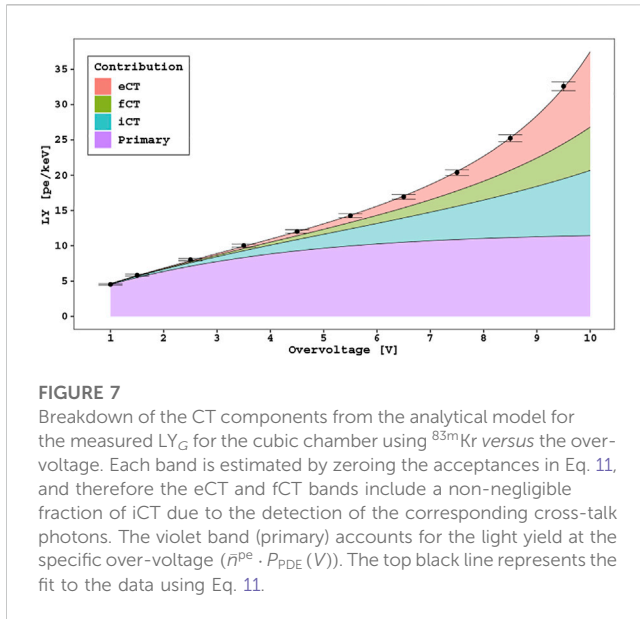 Contribution
eCT
fCT
iCT
Primary
LY [pe/keV]
35
30
25
20
15
10
5
0
1 2 3 4 5 6 7 8 9 10
Overvoltage [V]
FIGURE 7
Breakdown of the CT components from the analytical model for
the measured LY_G for the cubic chamber using ⁸³ᵐKr versus the over-
voltage. Each band is estimated by zeroing the acceptances in Eq. 11,
and therefore the eCT and fCT bands include a non-negligible
fraction of iCT due to the detection of the corresponding cross-talk
photons. The violet band (primary) accounts for the light yield at the
specific over-voltage (n̄ᵖᵉ · P_PDE (V)). The top black line represents the
fit to the data using Eq. 11.